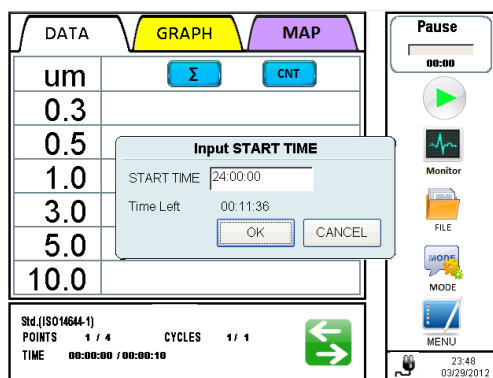 DATA GRAPH MAP
um Σ CNT
0.3
0.5
1.0
3.0
5.0
10.0
Input START TIME
START TIME 24:00:00
Time Left 00:11:36
OK CANCEL
Std.(ISO14644-1)
POINTS 1 / 4 CYCLES 1/ 1
TIME 00:00:00 / 00:00:10
Pause
00:00
Monitor
FILE
MODE
MODE
MENU
23:48
03/29/2012